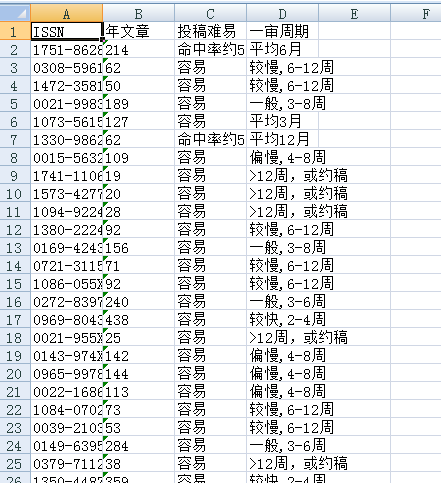 A B C D E F
1 ISSN 年文章 投稿难易 一审周期
2 1751-8628 214 命中率约5 平均6月
3 0308-5961 62 容易 较慢,6-12周
4 1472-3581 50 容易 较慢,6-12周
5 0021-9983 189 容易 一般,3-8周
6 1073-5615 127 容易 平均3月
7 1330-9862 62 命中率约5 平均12月
8 0015-5632 109 容易 偏慢,4-8周
9 1741-1106 19 容易 >12周，或约稿
10 1573-4277 20 容易 >12周，或约稿
11 1094-9224 28 容易 >12周，或约稿
12 1380-2224 92 容易 较慢,6-12周
13 0169-4243 156 容易 一般,3-8周
14 0721-3115 71 容易 较慢,6-12周
15 1086-055X 92 容易 较慢,6-12周
16 0272-8397 240 容易 一般,3-6周
17 0969-8043 438 容易 较快,2-4周
18 0021-955X 25 容易 >12周，或约稿
19 0143-974X 142 容易 偏慢,4-8周
20 0965-9978 144 容易 偏慢,4-8周
21 0022-1686 113 容易 偏慢,4-8周
22 1084-0702 73 容易 较慢,6-12周
23 0039-2103 53 容易 较慢,6-12周
24 0149-6395 284 容易 一般,3-6周
25 0379-7112 38 容易 >12周，或约稿
26 1350-4487 359 容易 较快,2-4周